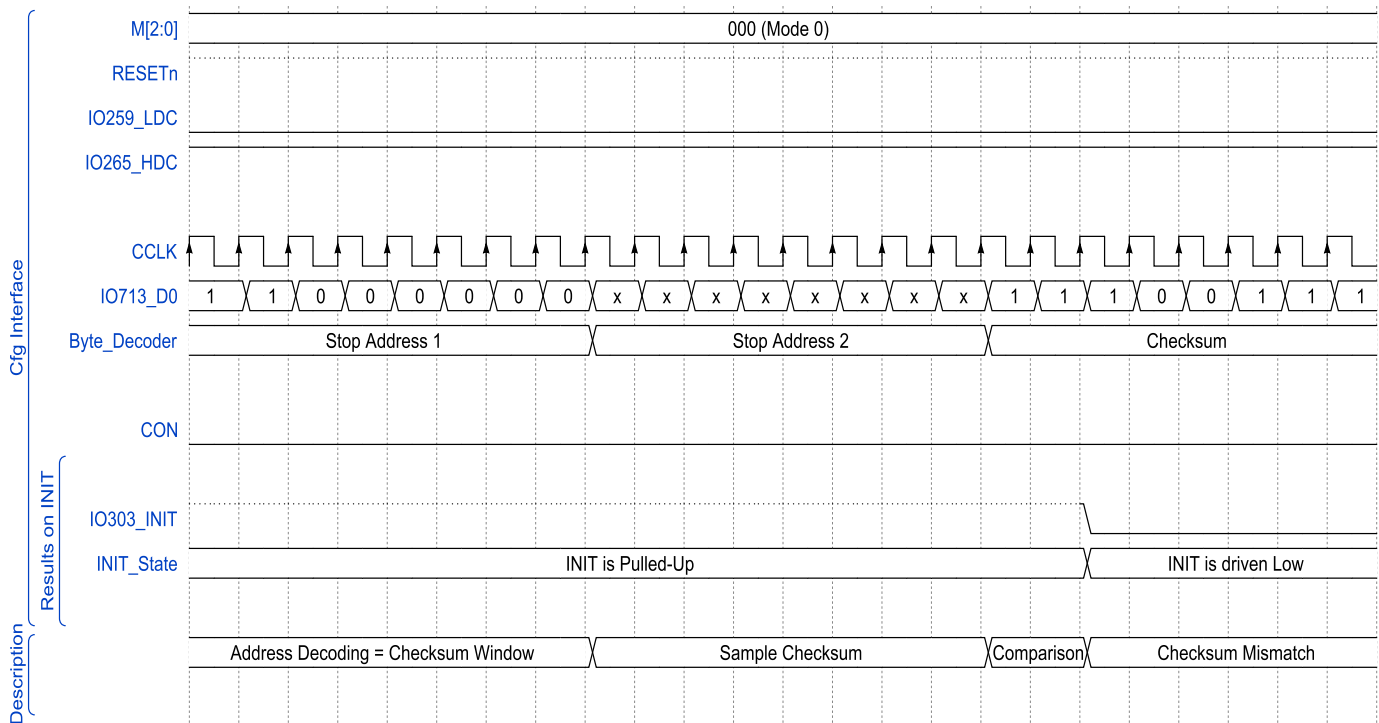 M[2:0] 000 (Mode 0)
RESETn
IO259_LDC
IO265_HDC
CCLK
IO713_D0 1 1 0 0 0 0 0 0 x x x x x x x x 1 1 1 0 0 1 1 1
Byte_Decoder Stop Address 1 Stop Address 2 Checksum
CON
IO303_INIT
INIT_State INIT is Pulled-Up INIT is driven Low
Address Decoding = Checksum Window Sample Checksum Comparison Checksum Mismatch
Cfg Interface
Results on INIT
Description